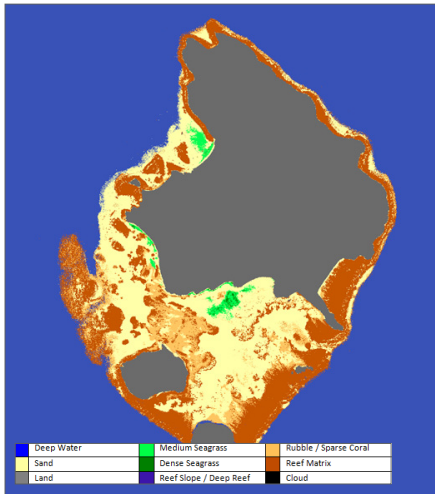 Deep Water Medium Seagrass Rubble / Sparse Coral
Sand Dense Seagrass Reef Matrix
Land Reef Slope / Deep Reef Cloud